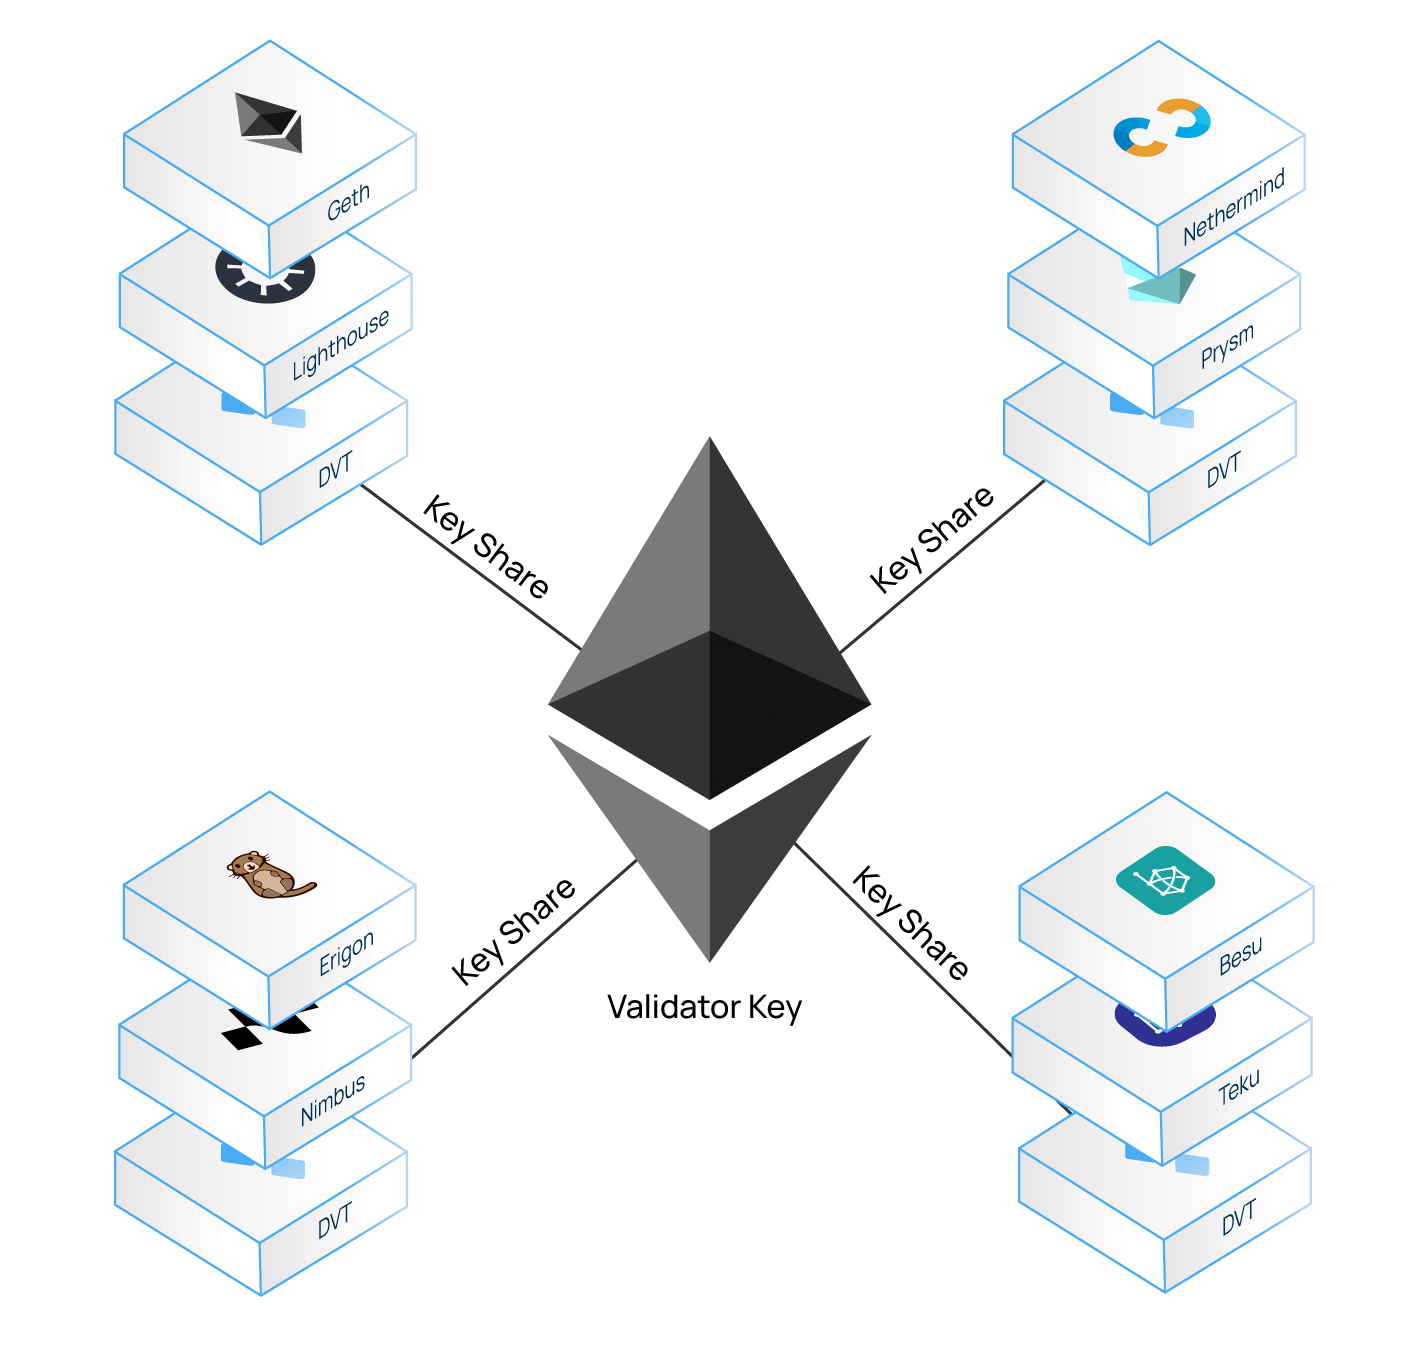 Geth
Lighthouse
DVT
Key Share
Nethermind
Prysm
DVT
Key Share
Validator Key
Erigon
Nimbus
DVT
Key Share
Besu
Teku
DVT
Key Share